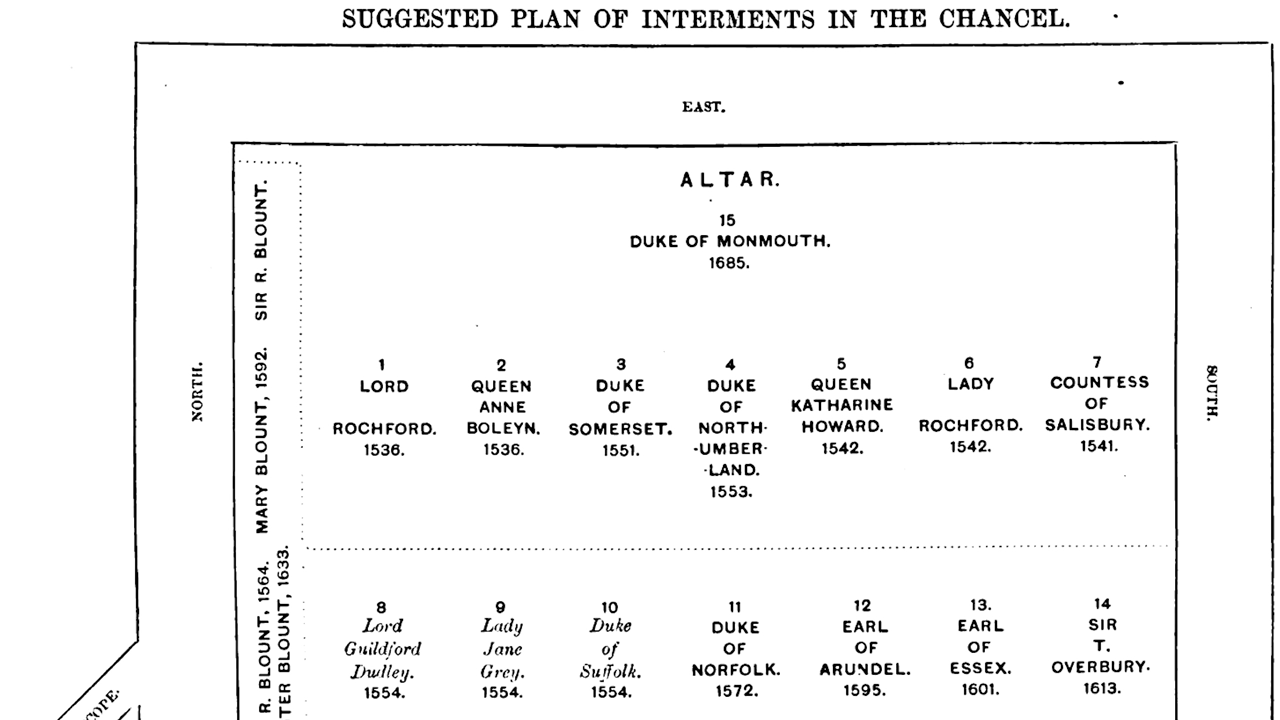 SUGGESTED PLAN OF INTERMENTS IN THE CHANCEL.
EAST.
NORTH.
SOUTH.
ALTAR.
15
DUKE OF MONMOUTH.
1685.
SIR R. BLOUNT.
MARY BLOUNT, 1592.
R. BLOUNT, 1564.
TER BLOUNT, 1633.
1
LORD
ROCHFORD.
1536.
2
QUEEN
ANNE
BOLEYN.
1536.
3
DUKE
OF
SOMERSET.
1551.
4
DUKE
OF
NORTH-
-UMBER-
-LAND.
1553.
5
QUEEN
KATHARINE
HOWARD.
1542.
6
LADY
ROCHFORD.
1542.
7
COUNTESS
OF
SALISBURY.
1541.
8
Lord
Guildford
Dudley.
1554.
9
Lady
Jane
Grey.
1554.
10
Duke
of
Suffolk.
1554.
11
DUKE
OF
NORFOLK.
1572.
12
EARL
OF
ARUNDEL.
1595.
13.
EARL
OF
ESSEX.
1601.
14
SIR
T.
OVERBURY.
1613.
COPE.